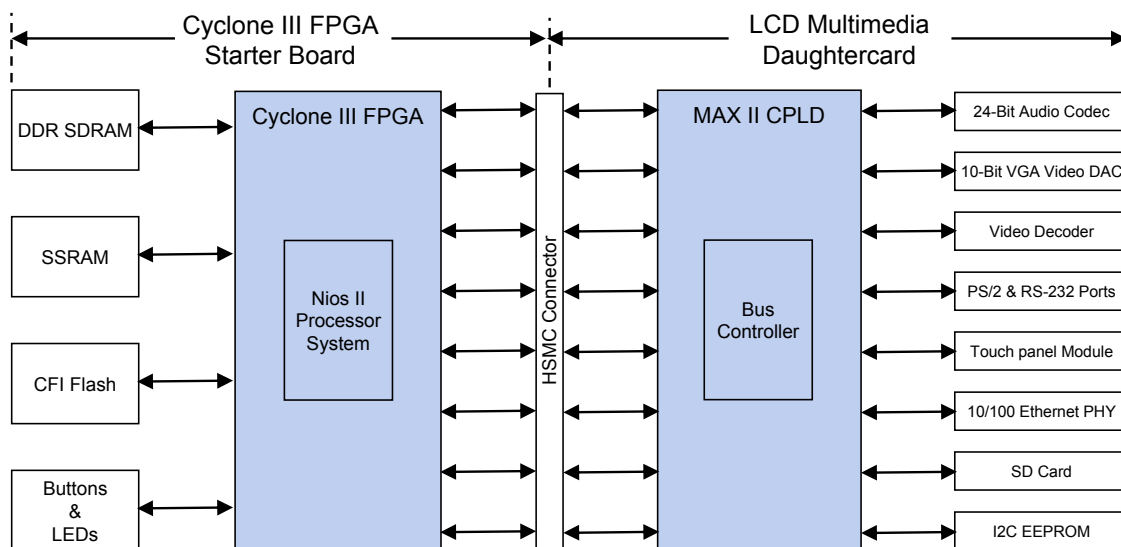 Cyclone III FPGA
Starter Board
LCD Multimedia
Daughtercard
DDR SDRAM
SSRAM
CFI Flash
Buttons
&
LEDs
Cyclone III FPGA
Nios II
Processor
System
HSMC Connector
MAX II CPLD
Bus
Controller
24-Bit Audio Codec
10-Bit VGA Video DAC
Video Decoder
PS/2 & RS-232 Ports
Touch panel Module
10/100 Ethernet PHY
SD Card
I2C EEPROM